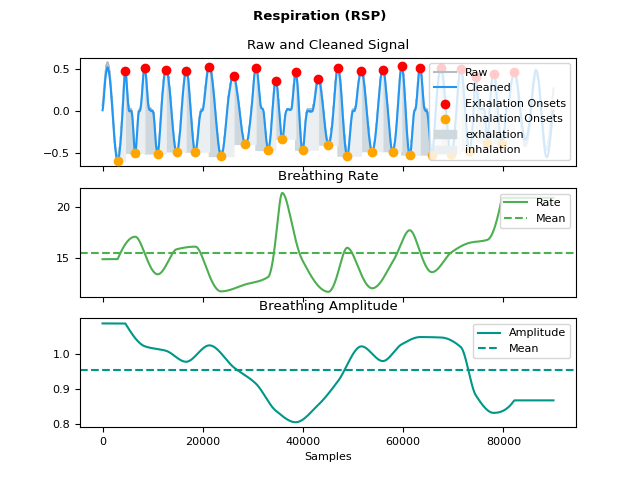 Respiration (RSP)
Raw and Cleaned Signal
0.5
0.0
−0.5
Raw
Cleaned
Exhalation Onsets
Inhalation Onsets
exhalation
inhalation
Breathing Rate
20
15
Rate
Mean
Breathing Amplitude
1.0
0.9
0.8
Amplitude
Mean
0 20000 40000 60000 80000
Samples